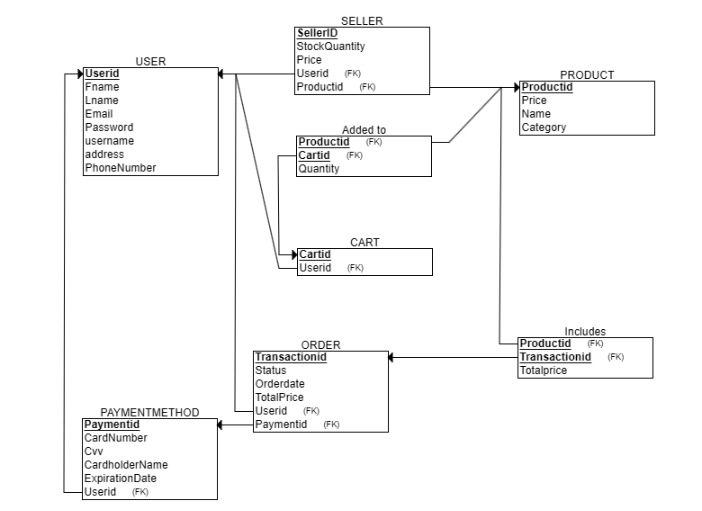 SELLER
SellerID
StockQuantity
Price
Userid (FK)
Productid (FK)
USER
Userid
Fname
Lname
Email
Password
username
address
PhoneNumber
PRODUCT
Productid
Price
Name
Category
Added to
Productid (FK)
Cartid (FK)
Quantity
CART
Cartid
Userid (FK)
Includes
Productid (FK)
Transactionid (FK)
Totalprice
ORDER
Transactionid
Status
Orderdate
TotalPrice
Userid (FK)
Paymentid (FK)
PAYMENTMETHOD
Paymentid
CardNumber
Cvv
CardholderName
ExpirationDate
Userid (FK)